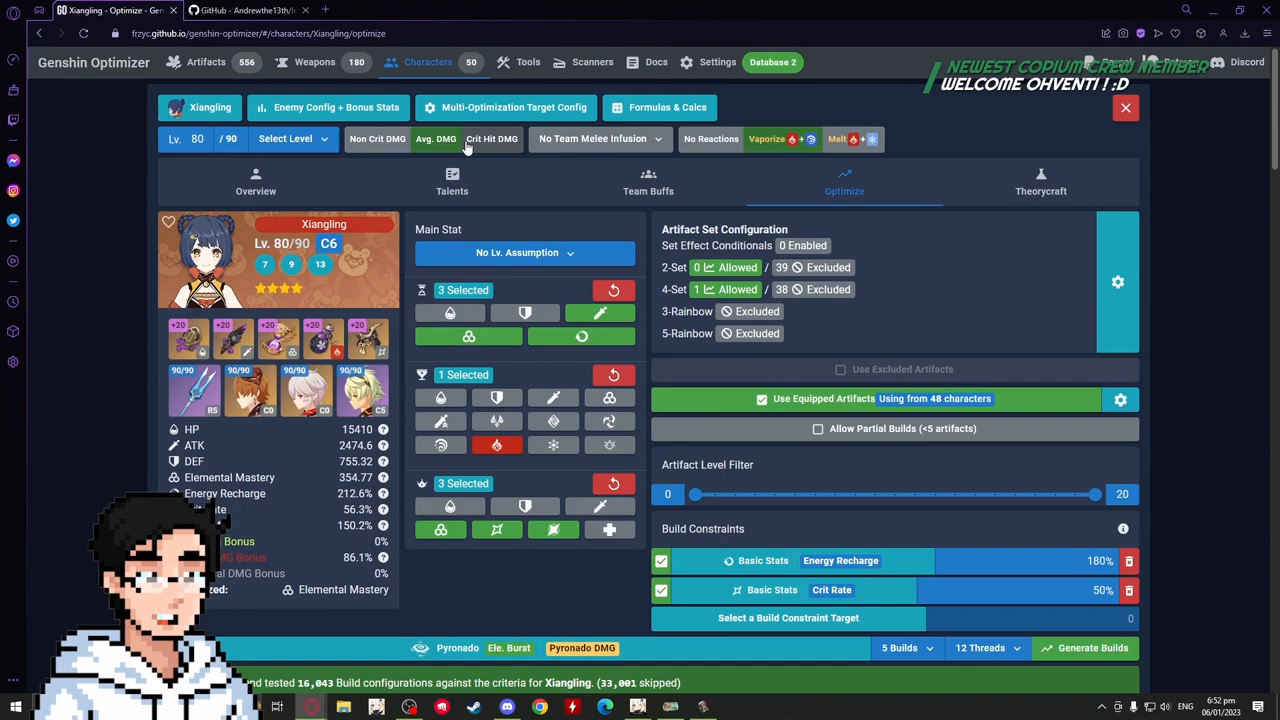 Xiangling - Optimize - Gen
GitHub - Andrewthe13th/I
frzyc.github.io/genshin-optimizer/#/characters/Xiangling/optimize
Genshin Optimizer
Artifacts 556
Weapons 180
Characters 50
Tools
Scanners
Docs
Settings
Database 2
Discord
NEWEST COPIUM CREW MEMBER
WELCOME OHVENTI ! :D
Xiangling
Enemy Config + Bonus Stats
Multi-Optimization Target Config
Formulas & Calcs
Lv. 80 / 90 Select Level
Non Crit DMG Avg. DMG Crit Hit DMG
No Team Melee Infusion
No Reactions Vaporize + Melt +
Overview
Talents
Team Buffs
Optimize
Theorycraft
Xiangling
Lv. 80/90 C6
7 9 13
+20 +20 +20 +20 +20
90/90 90/90 90/90 90/90
R5 C0 C0 C5
HP 15410
ATK 2474.6
DEF 755.32
Elemental Mastery 354.77
Energy Recharge 212.6%
56.3%
150.2%
Bonus 0%
DMG Bonus 86.1%
DMG Bonus 0%
Elemental Mastery
Main Stat
No Lv. Assumption
3 Selected
1 Selected
3 Selected
Artifact Set Configuration
Set Effect Conditionals 0 Enabled
2-Set 0 Allowed / 39 Excluded
4-Set 1 Allowed / 38 Excluded
3-Rainbow Excluded
5-Rainbow Excluded
Use Excluded Artifacts
Use Equipped Artifacts Using from 48 characters
Allow Partial Builds (<5 artifacts)
Artifact Level Filter
0 20
Build Constraints
Basic Stats Energy Recharge 180%
Basic Stats Crit Rate 50%
Select a Build Constraint Target 0
Pyronado Ele. Burst Pyronado DMG
5 Builds 12 Threads Generate Builds
nd tested 16,043 Build configurations against the criteria for Xiangling. (33,001 skipped)
ENG
6:52 pm
06/01/2023